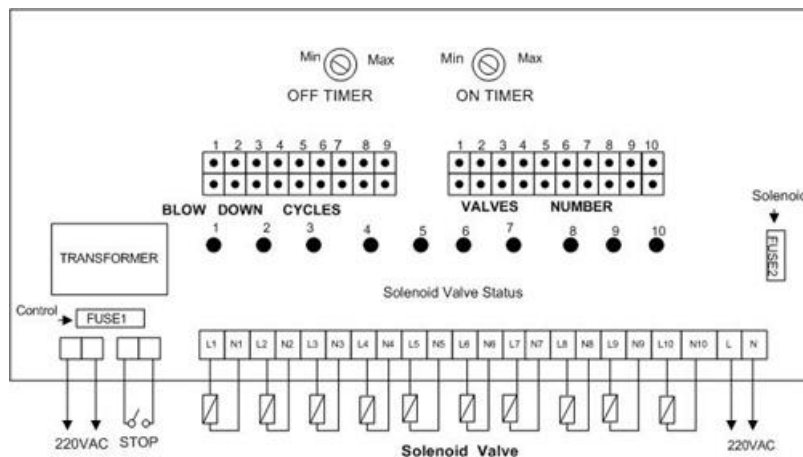 Min Max Min Max
OFF TIMER ON TIMER
1 2 3 4 5 6 7 8 9 1 2 3 4 5 6 7 8 9 10
BLOW DOWN CYCLES VALVES NUMBER
Solenoid
1 2 3 4 5 6 7 8 9 10
TRANSFORMER
FUSE2
Solenoid Valve Status
Control
FUSE1
L1 N1 L2 N2 L3 N3 L4 N4 L5 N5 L6 N6 L7 N7 L8 N8 L9 N9 L10 N10 L N
220VAC STOP Solenoid Valve 220VAC